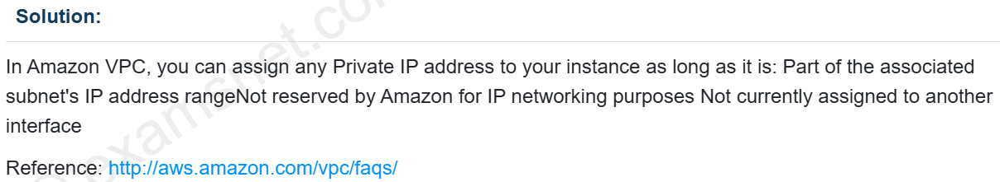 Solution:
In Amazon VPC, you can assign any Private IP address to your instance as long as it is: Part of the associated
subnet's IP address rangeNot reserved by Amazon for IP networking purposes Not currently assigned to another
interface
Reference: http://aws.amazon.com/vpc/faqs/
© examsnet.co